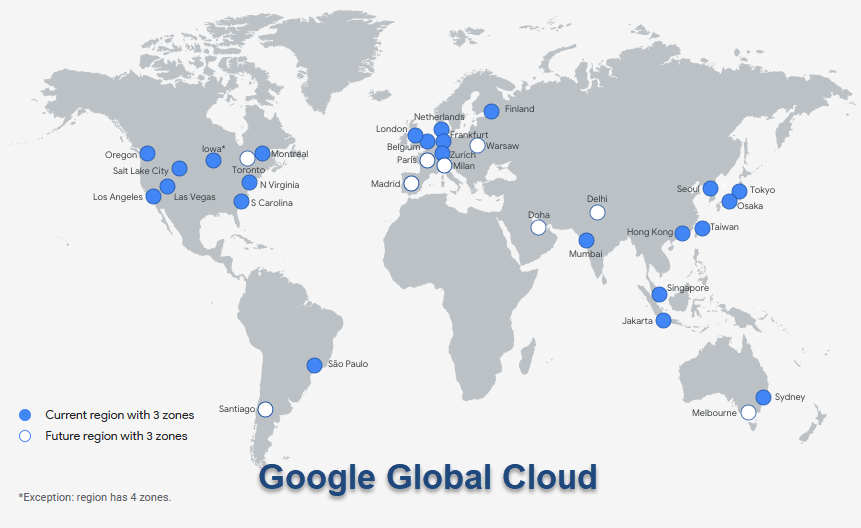 Finland
Netherlands
London
Frankfurt
Belgium
Warsaw
Oregon
Iowa*
Montréal
Zurich
Paris
Milan
Salt Lake City
Toronto
Madrid
N Virginia
Seoul
Tokyo
Los Angeles
Las Vegas
S Carolina
Delhi
Osaka
Doha
Hong Kong
Taiwan
Mumbai
Singapore
Jakarta
São Paulo
Sydney
Santiago
Melbourne
Current region with 3 zones
Future region with 3 zones
Google Global Cloud
*Exception: region has 4 zones.